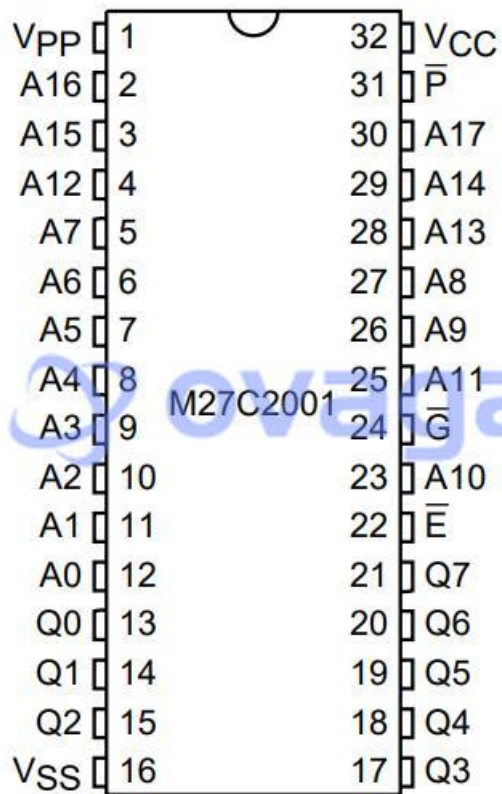 VPP 1 32 VCC
A16 2 31 P̅
A15 3 30 A17
A12 4 29 A14
A7 5 28 A13
A6 6 27 A8
A5 7 26 A9
A4 8 25 A11
M27C2001
ovaga
A3 9 24 G̅
A2 10 23 A10
A1 11 22 E̅
A0 12 21 Q7
Q0 13 20 Q6
Q1 14 19 Q5
Q2 15 18 Q4
VSS 16 17 Q3